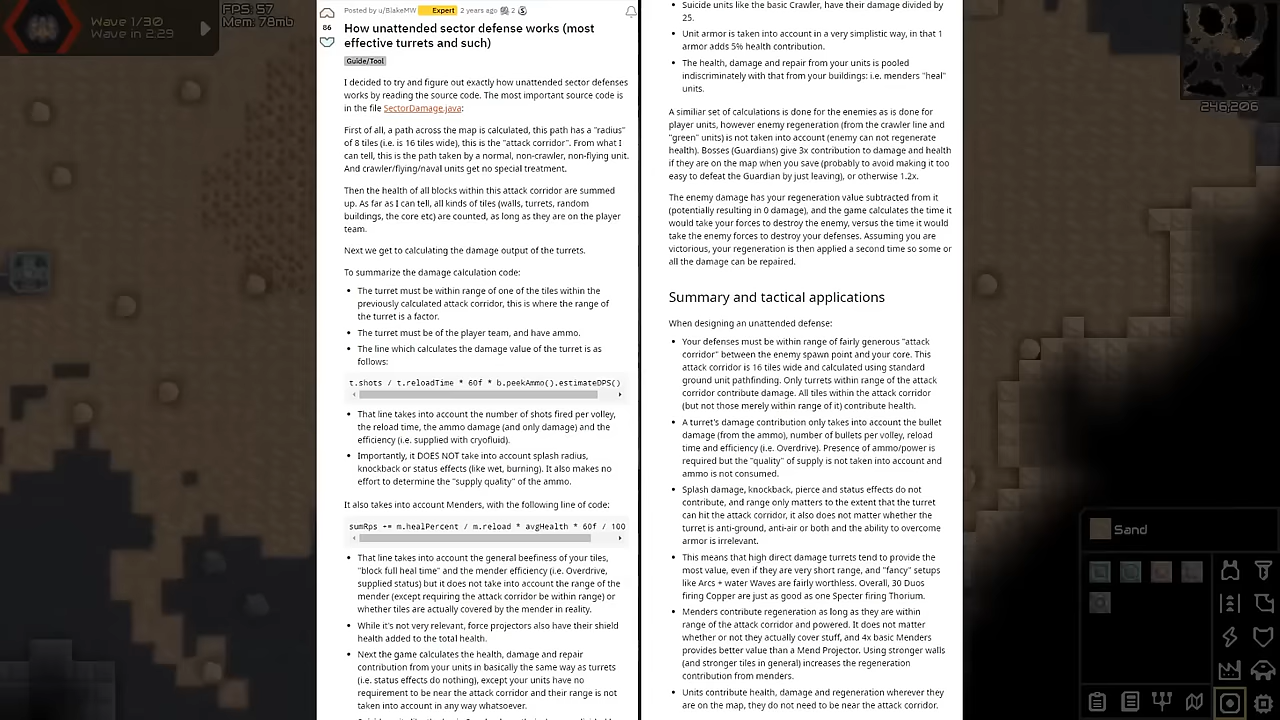 Wave 1/30
Wave in 2:29
FPS 57
Mem: 78mb
86
Posted by u/BlakeMW Expert 2 years ago 2
How unattended sector defense works (most
effective turrets and such)
Guide/Tool
I decided to try and figure out exactly how unattended sector defenses
works by reading the source code. The most important source code is
in the file SectorDamage.java:
First of all, a path across the map is calculated, this path has a "radius"
of 8 tiles (i.e. is 16 tiles wide), this is the "attack corridor". From what I
can tell, this is the path taken by a normal, non-crawler, non-flying unit.
And crawler/flying/naval units get no special treatment.
Then the health of all blocks within this attack corridor are summed
up. As far as I can tell, all kinds of tiles (walls, turrets, random
buildings, the core etc) are counted, as long as they are on the player
team.
Next we get to calculating the damage output of the turrets.
To summarize the damage calculation code:
• The turret must be within range of one of the tiles within the
previously calculated attack corridor, this is where the range of
the turret is a factor.
• The turret must be of the player team, and have ammo.
• The line which calculates the damage value of the turret is as
follows:
t.shots / t.reloadTime * 60f * b.peekAmmo().estimateDPS()
• That line takes into account the number of shots fired per volley,
the reload time, the ammo damage (and only damage) and the
efficiency (i.e. supplied with cryofluid).
• Importantly, it DOES NOT take into account splash radius,
knockback or status effects (like wet, burning). It also makes no
effort to determine the "supply quality" of the ammo.
It also takes into account Menders, with the following line of code:
sumRps += m.healPercent / m.reload * avgHealth * 60f / 100
• That line takes into account the general beefiness of your tiles,
"block full heal time" and the mender efficiency (i.e. Overdrive,
supplied status) but it does not take into account the range of the
mender (except requiring the attack corridor be within range) or
whether tiles are actually covered by the mender in reality.
• While it's not very relevant, force projectors also have their shield
health added to the total health.
• Next the game calculates the health, damage and repair
contribution from your units in basically the same way as turrets
(i.e. status effects do nothing), except your units have no
requirement to be near the attack corridor and their range is not
taken into account in any way whatsoever.
• Suicide units like the basic Crawler, have their damage divided by
25.
• Unit armor is taken into account in a very simplistic way, in that 1
armor adds 5% health contribution.
• The health, damage and repair from your units is pooled
indiscriminately with that from your buildings: i.e. menders "heal"
units.
A similiar set of calculations is done for the enemies as is done for
player units, however enemy regeneration (from the crawler line and
"green" units) is not taken into account (enemy can not regenerate
health). Bosses (Guardians) give 3x contribution to damage and health
if they are on the map when you save (probably to avoid making it too
easy to defeat the Guardian by just leaving), or otherwise 1.2x.
The enemy damage has your regeneration value subtracted from it
(potentially resulting in 0 damage), and the game calculates the time it
would take your forces to destroy the enemy, versus the time it would
take the enemy forces to destroy your defenses. Assuming you are
victorious, your regeneration is then applied a second time so some or
all the damage can be repaired.
Summary and tactical applications
When designing an unattended defense:
• Your defenses must be within range of fairly generous "attack
corridor" between the enemy spawn point and your core. This
attack corridor is 16 tiles wide and calculated using standard
ground unit pathfinding. Only turrets within range of the attack
corridor contribute damage. All tiles within the attack corridor
(but not those merely within range of it) contribute health.
• A turret's damage contribution only takes into account the bullet
damage (from the ammo), number of bullets per volley, reload
time and efficiency (i.e. Overdrive). Presence of ammo/power is
required but the "quality" of supply is not taken into account and
ammo is not consumed.
• Splash damage, knockback, pierce and status effects do not
contribute, and range only matters to the extent that the turret
can hit the attack corridor, it also does not matter whether the
turret is anti-ground, anti-air or both and the ability to overcome
armor is irrelevant.
• This means that high direct damage turrets tend to provide the
most value, even if they are very short range, and "fancy" setups
like Arcs + water Waves are fairly worthless. Overall, 30 Duos
firing Copper are just as good as one Specter firing Thorium.
• Menders contribute regeneration as long as they are within
range of the attack corridor and powered. It does not matter
whether or not they actually cover stuff, and 4x basic Menders
provides better value than a Mend Projector. Using stronger walls
(and stronger tiles in general) increases the regeneration
contribution from menders.
• Units contribute health, damage and regeneration wherever they
are on the map, they do not need to be near the attack corridor.
246,206
Sand